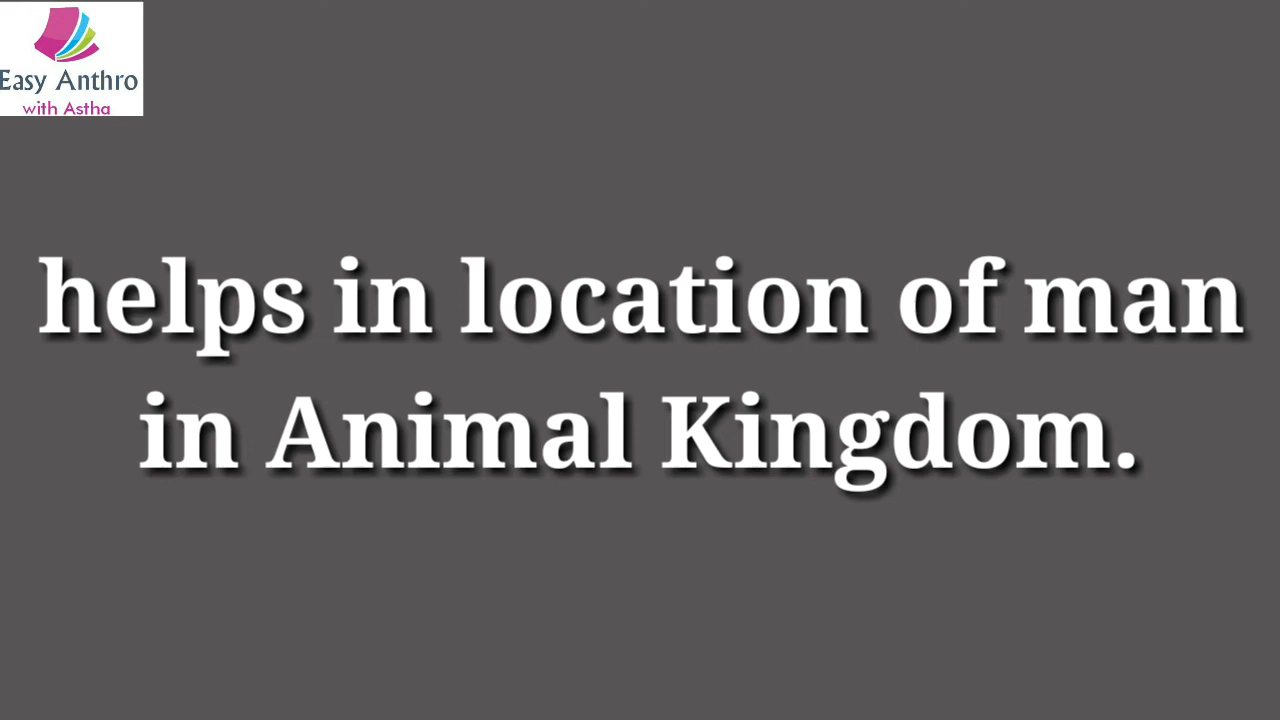 Easy Anthro
with Astha
helps in location of man
in Animal Kingdom.